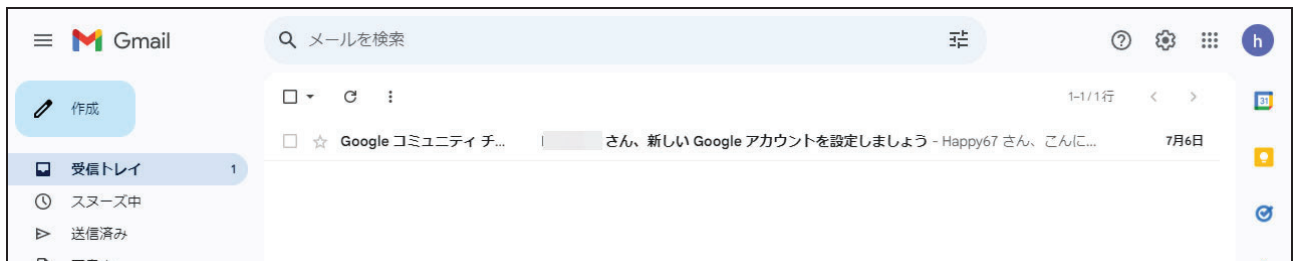 Gmail
メールを検索
h
作成
1–1/1行
31
Google コミュニティ チ... さん、新しい Google アカウントを設定しましょう - Happy67 さん、こんに... 7月6日
受信トレイ 1
スヌーズ中
送信済み